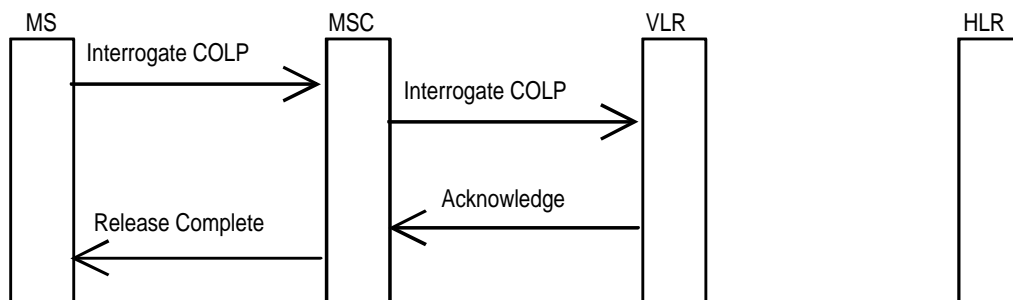 MS MSC VLR HLR
Interrogate COLP
Interrogate COLP
Acknowledge
Release Complete